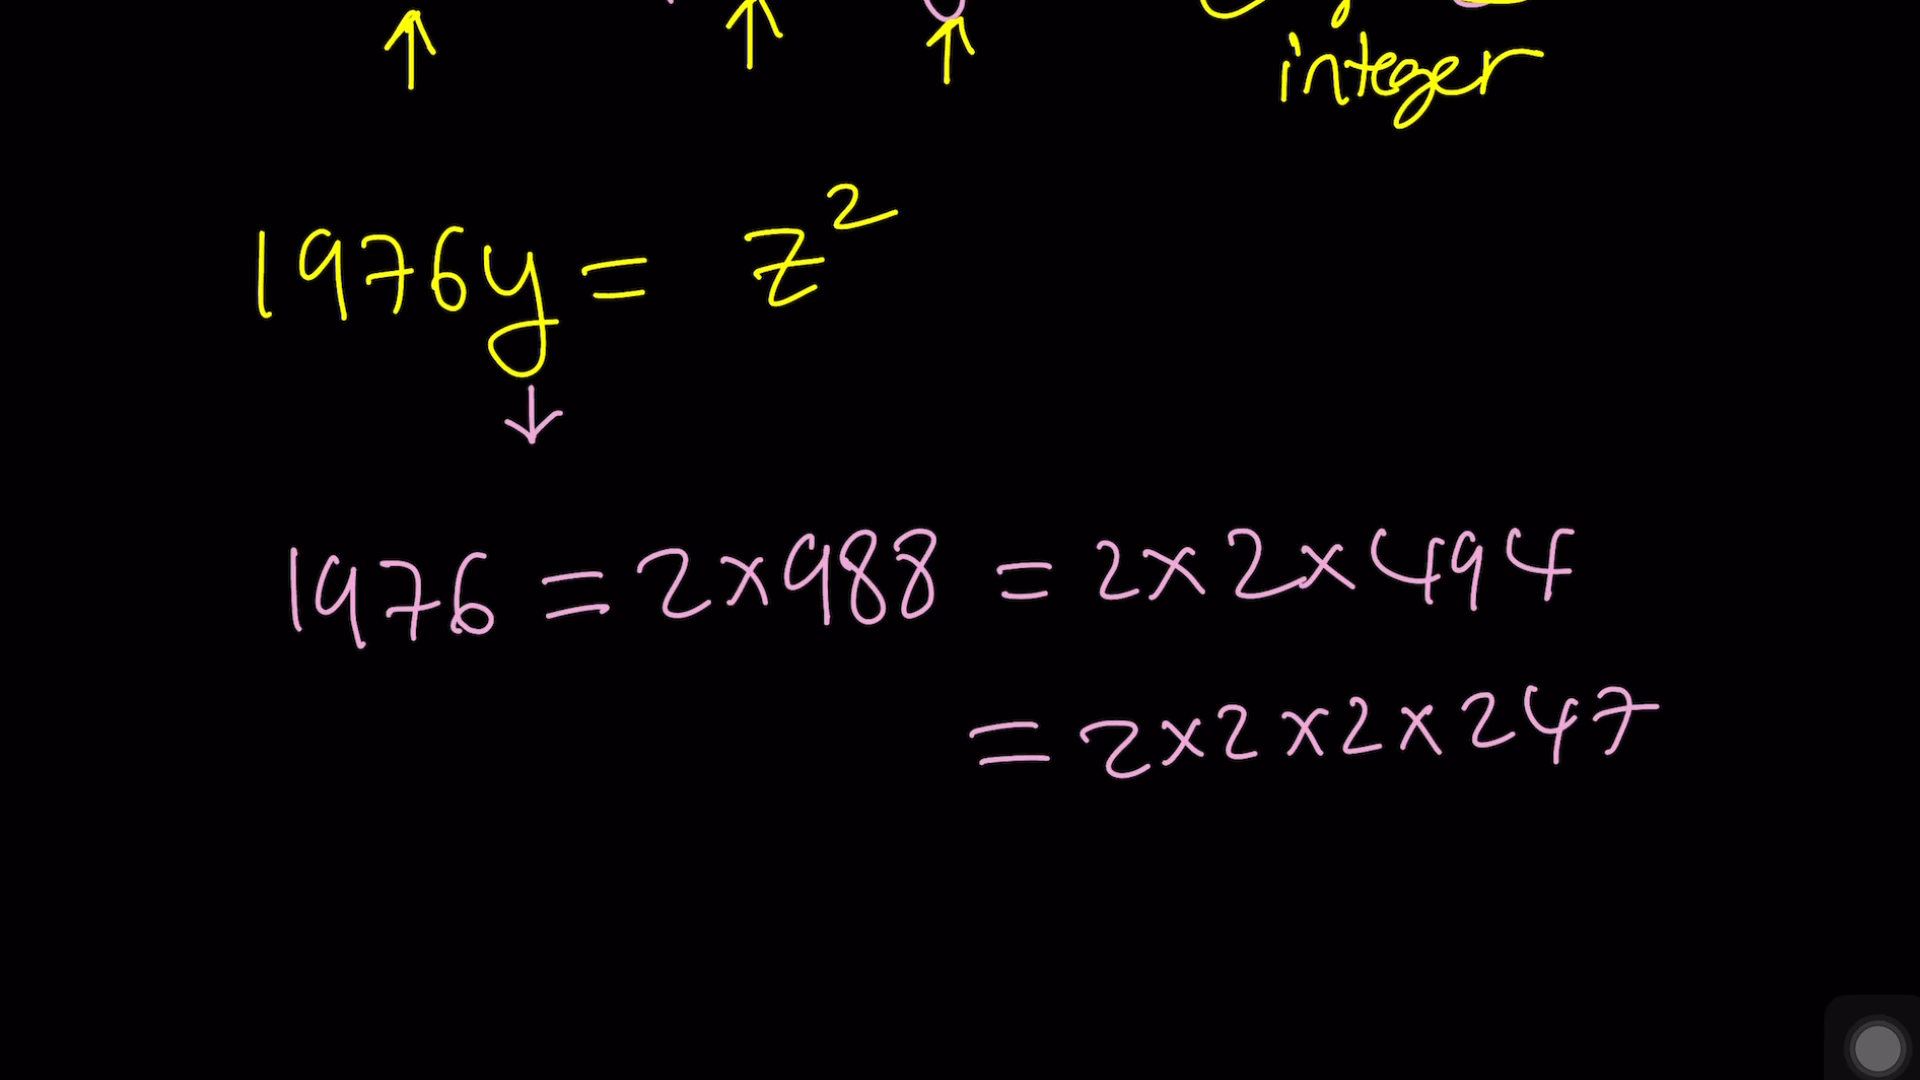 integer
1976y = z²
1976 = 2×988 = 2×2×494
= 2×2×2×247